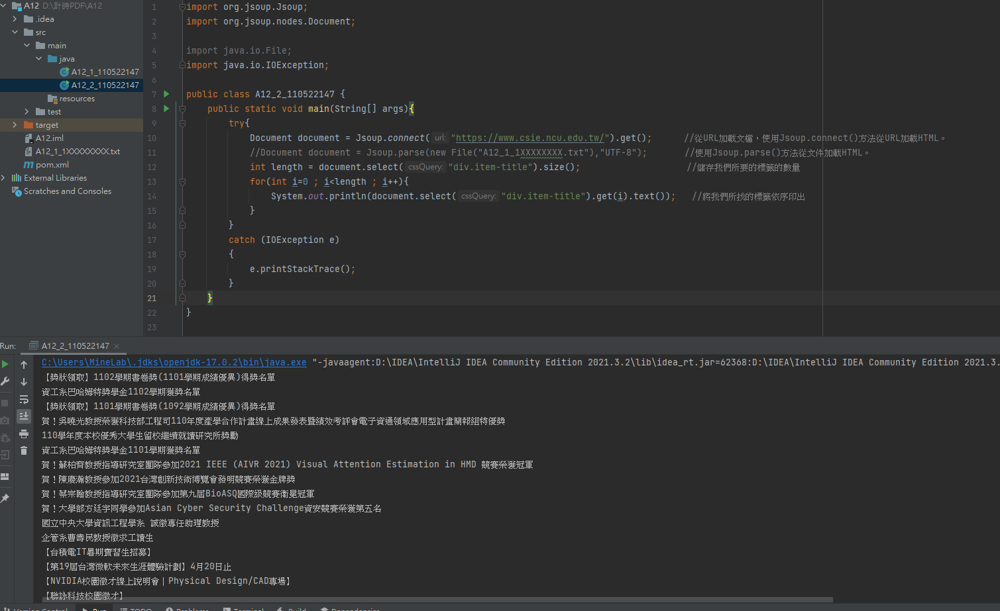 A12 D:\計時PDF\A12
.idea
src
main
java
A12_1_110522147
A12_2_110522147
resources
test
target
A12.iml
A12_1_1XXXXXXXX.txt
pom.xml
External Libraries
Scratches and Consoles
1 import org.jsoup.Jsoup;
2 import org.jsoup.nodes.Document;
3
4 import java.io.File;
5 import java.io.IOException;
6
7 public class A12_2_110522147 {
8 public static void main(String[] args){
9 try{
10 Document document = Jsoup.connect( url: "https://www.csie.ncu.edu.tw/").get(); //從URL加載文檔，使用Jsoup.connect()方法從URL加載HTML。
11 //Document document = Jsoup.parse(new File("A12_1_1XXXXXXXX.txt"),"UTF-8"); //使用Jsoup.parse()方法從文件加載HTML。
12 int length = document.select( cssQuery: "div.item-title").size(); //儲存我們所要的標籤的數量
13 for(int i=0 ; i<length ; i++){
14 System.out.println(document.select( cssQuery: "div.item-title").get(i).text()); //將我們所找的標籤依序印出
15 }
16 }
17 catch (IOException e)
18 {
19 e.printStackTrace();
20 }
21 }
22 }
23
Run: A12_2_110522147
C:\Users\MineLab\.jdks\openjdk-17.0.2\bin\java.exe "-javaagent:D:\IDEA\IntelliJ IDEA Community Edition 2021.3.2\lib\idea_rt.jar=62368:D:\IDEA\IntelliJ IDEA Community Edition 2021.3.
【獎狀領取】1102學期書卷獎(1101學期成績優異)得獎名單
資工系巴哈姆特獎學金1102學期獲獎名單
【獎狀領取】1101學期書卷獎(1092學期成績優異)得獎名單
賀！吳曉光教授榮獲科技部工程司110年度產學合作計畫線上成果發表暨績效考評會電子資通領域應用型計畫簡報組特優獎
110學年度本校優秀大學生留校繼續就讀研究所獎勵
資工系巴哈姆特獎學金1101學期獲獎名單
賀！蘇柏齊教授指導研究室團隊參加2021 IEEE (AIVR 2021) Visual Attention Estimation in HMD 競賽榮獲冠軍
賀！陳慶瀚教授參加2021台灣創新技術博覽會發明競賽榮獲金牌獎
賀！蔡宗翰教授指導研究室團隊參加第九屆BioASQ國際級競賽衛冕冠軍
賀！大學部方廷宇同學參加Asian Cyber Security Challenge資安競賽榮獲第五名
國立中央大學資訊工程學系 誠徵專任助理教授
企管系曹壽民教授徵求工讀生
【台積電IT暑期實習生招募】
【第19屆台灣微軟未來生涯體驗計劃】4月20日止
【NVIDIA校園徵才線上說明會｜Physical Design/CAD專場】
【聯詠科技校園徵才】
Version Control Run TODO Problems Terminal Build Dependencies